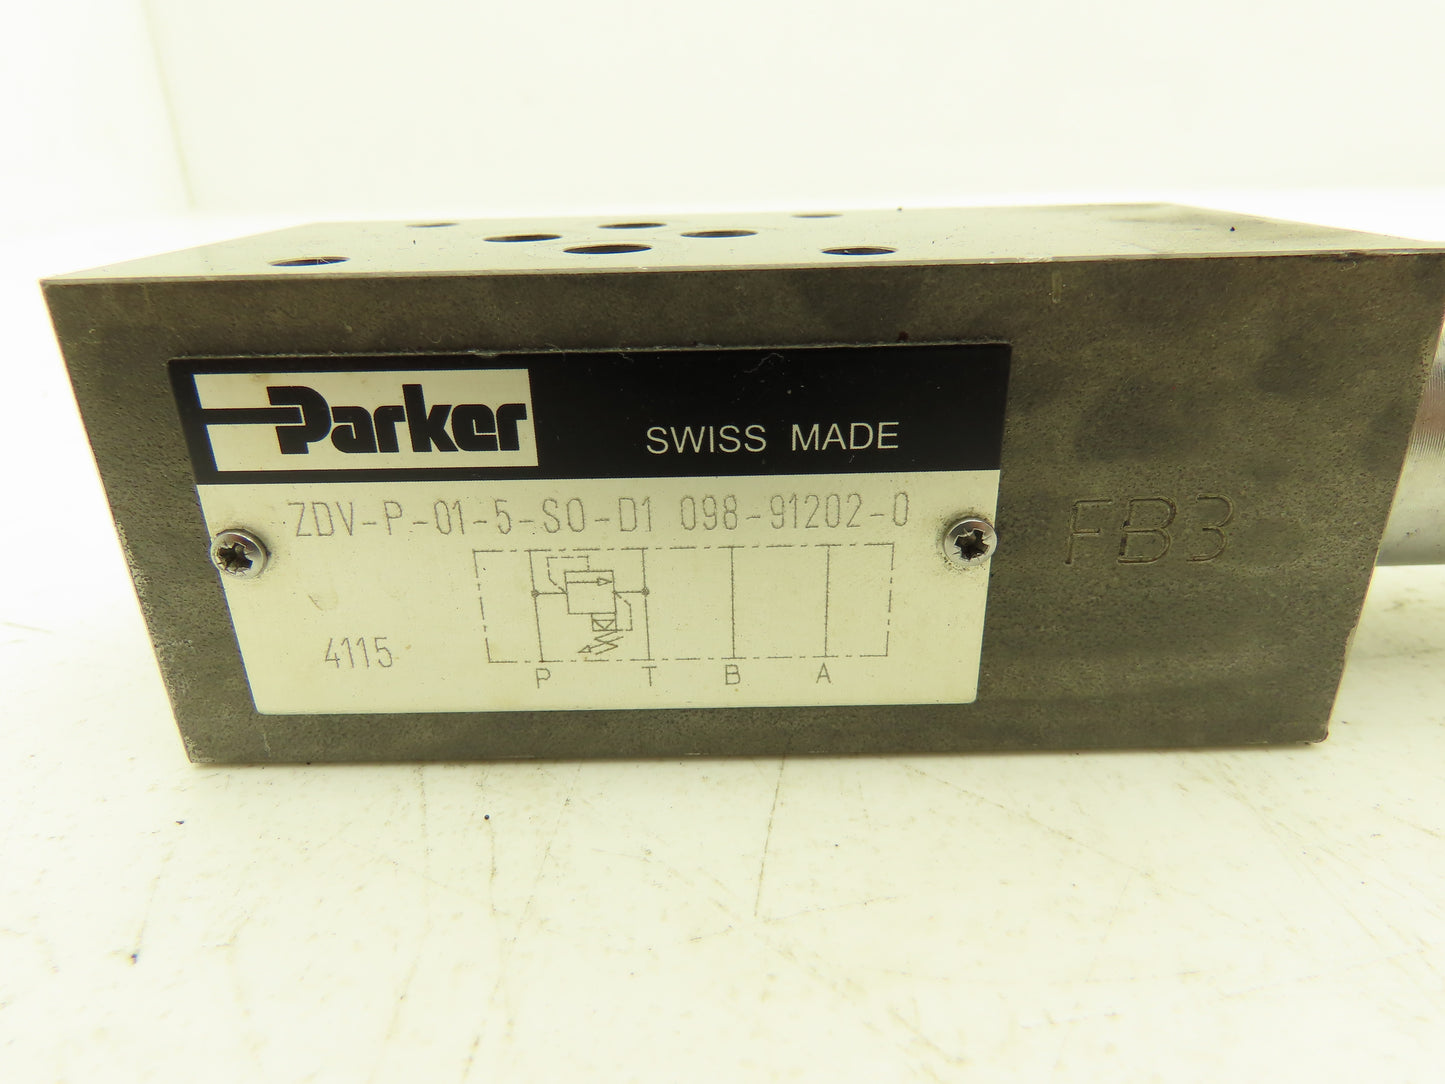 Parker
SWISS MADE
ZDV-P-01-5-S0-D1 098-91202-0
FB3
4115
P T B A